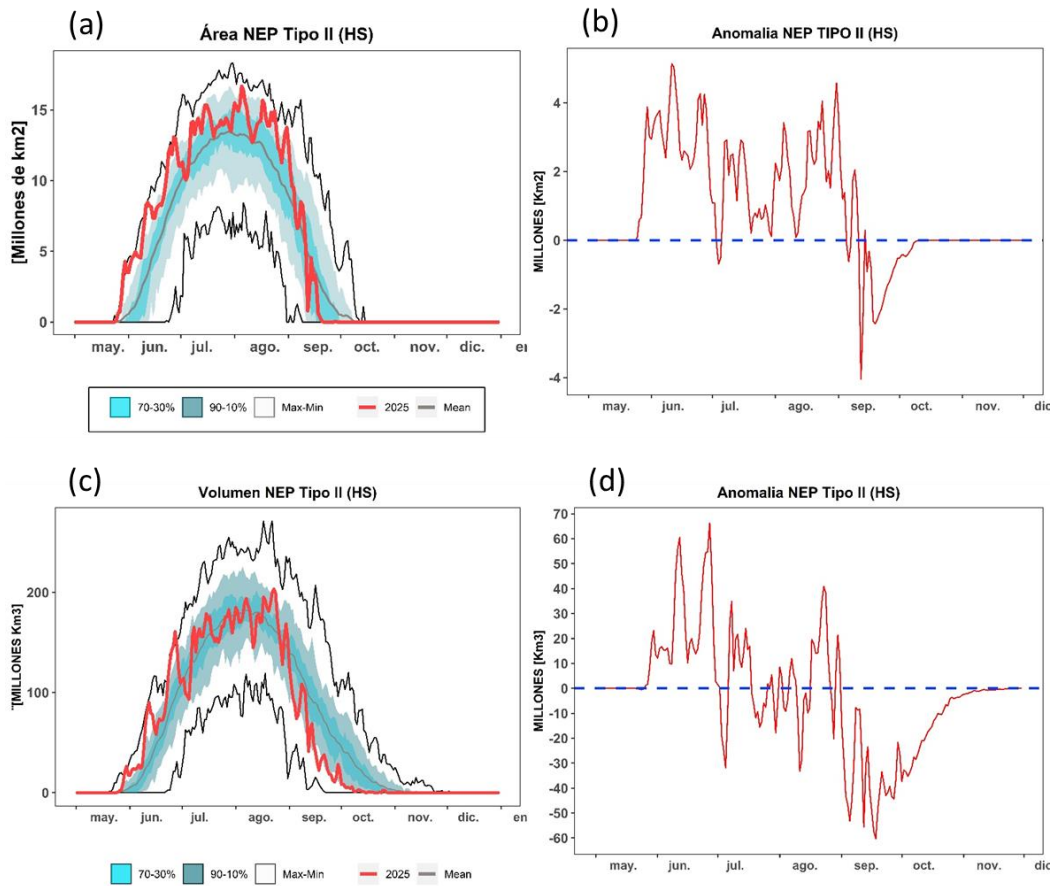 (a)
Área NEP Tipo II (HS)
[Millones de km2]
15
10
5
0
may. jun. jul. ago. sep. oct. nov. dic. en
70-30% 90-10% Max-Min 2025 Mean
(b)
Anomalia NEP TIPO II (HS)
MILLONES [Km2]
4
2
0
-2
-4
may. jun. jul. ago. sep. oct. nov. dic
(c)
Volumen NEP Tipo II (HS)
[MILLONES Km3]
200
100
0
may. jun. jul. ago. sep. oct. nov. dic. en
70-30% 90-10% Max-Min 2025 Mean
(d)
Anomalia NEP Tipo II (HS)
MILLONES [Km3]
70
60
50
40
30
20
10
0
-10
-20
-30
-40
-50
-60
may. jun. jul. ago. sep. oct. nov. dic